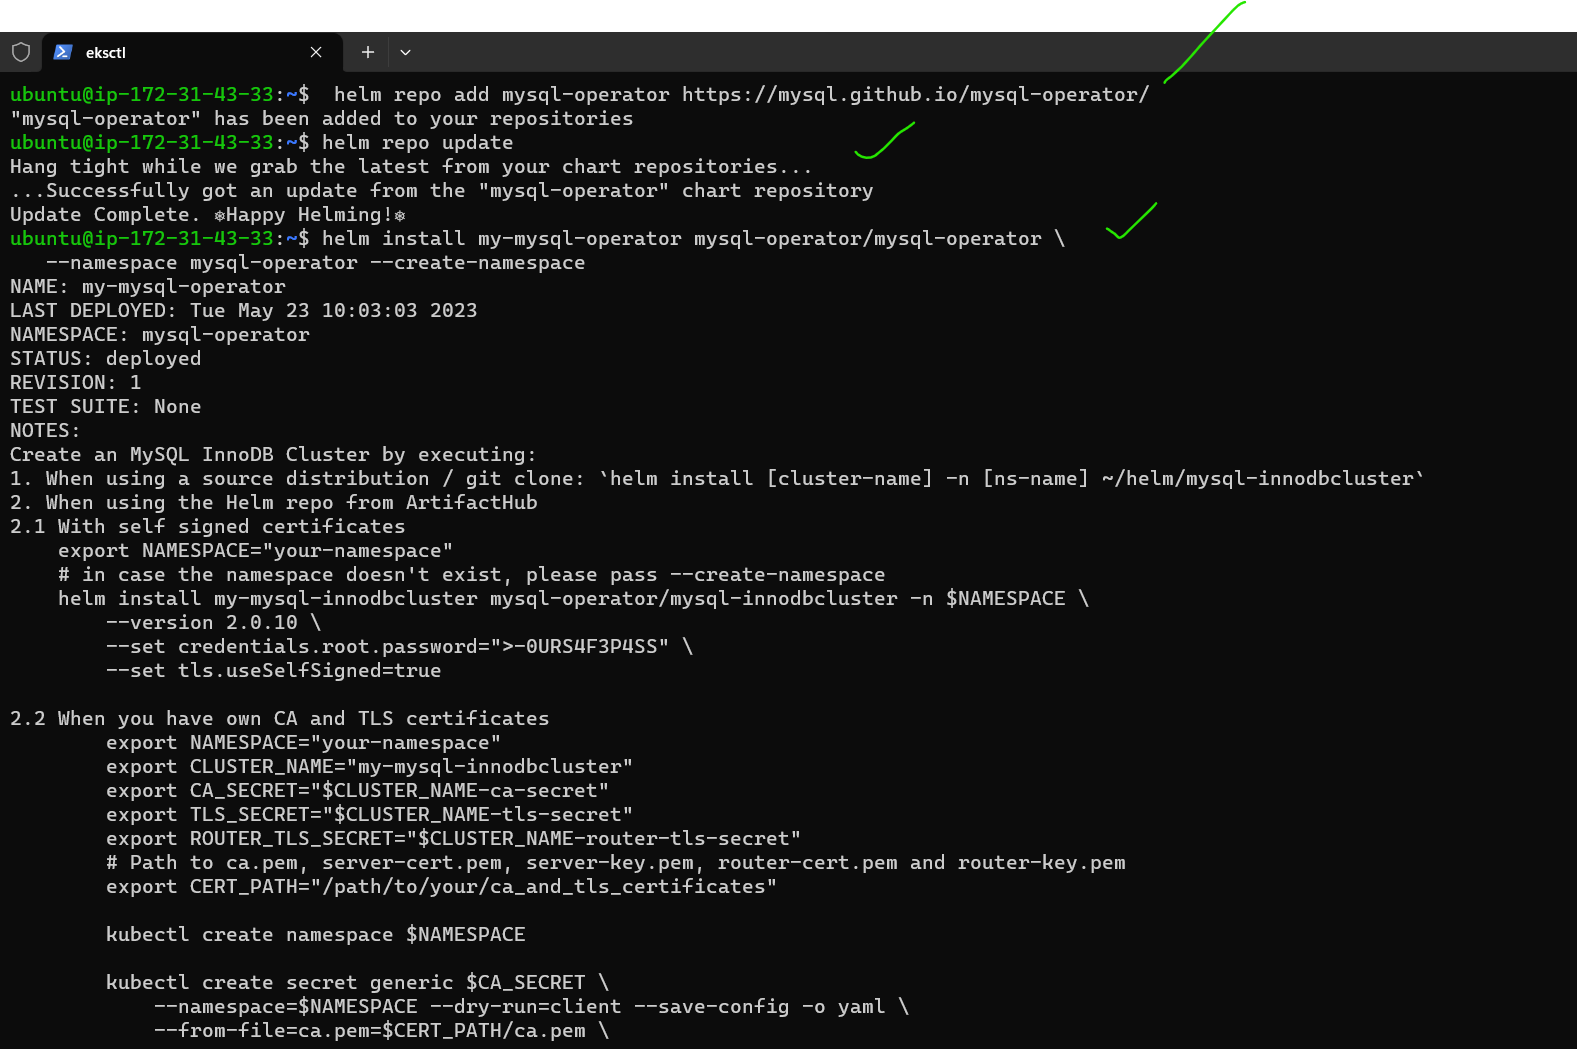 eksctl
ubuntu@ip-172-31-43-33:~$  helm repo add mysql-operator https://mysql.github.io/mysql-operator/
"mysql-operator" has been added to your repositories
ubuntu@ip-172-31-43-33:~$ helm repo update
Hang tight while we grab the latest from your chart repositories...
...Successfully got an update from the "mysql-operator" chart repository
Update Complete. ⎈Happy Helming!⎈
ubuntu@ip-172-31-43-33:~$ helm install my-mysql-operator mysql-operator/mysql-operator \
   --namespace mysql-operator --create-namespace
NAME: my-mysql-operator
LAST DEPLOYED: Tue May 23 10:03:03 2023
NAMESPACE: mysql-operator
STATUS: deployed
REVISION: 1
TEST SUITE: None
NOTES:
Create an MySQL InnoDB Cluster by executing:
1. When using a source distribution / git clone: `helm install [cluster-name] -n [ns-name] ~/helm/mysql-innodbcluster`
2. When using the Helm repo from ArtifactHub
2.1 With self signed certificates
    export NAMESPACE="your-namespace"
    # in case the namespace doesn't exist, please pass --create-namespace
    helm install my-mysql-innodbcluster mysql-operator/mysql-innodbcluster -n $NAMESPACE \
        --version 2.0.10 \
        --set credentials.root.password=">-0URS4F3P4SS" \
        --set tls.useSelfSigned=true
2.2 When you have own CA and TLS certificates
        export NAMESPACE="your-namespace"
        export CLUSTER_NAME="my-mysql-innodbcluster"
        export CA_SECRET="$CLUSTER_NAME-ca-secret"
        export TLS_SECRET="$CLUSTER_NAME-tls-secret"
        export ROUTER_TLS_SECRET="$CLUSTER_NAME-router-tls-secret"
        # Path to ca.pem, server-cert.pem, server-key.pem, router-cert.pem and router-key.pem
        export CERT_PATH="/path/to/your/ca_and_tls_certificates"
        kubectl create namespace $NAMESPACE
        kubectl create secret generic $CA_SECRET \
            --namespace=$NAMESPACE --dry-run=client --save-config -o yaml \
            --from-file=ca.pem=$CERT_PATH/ca.pem \